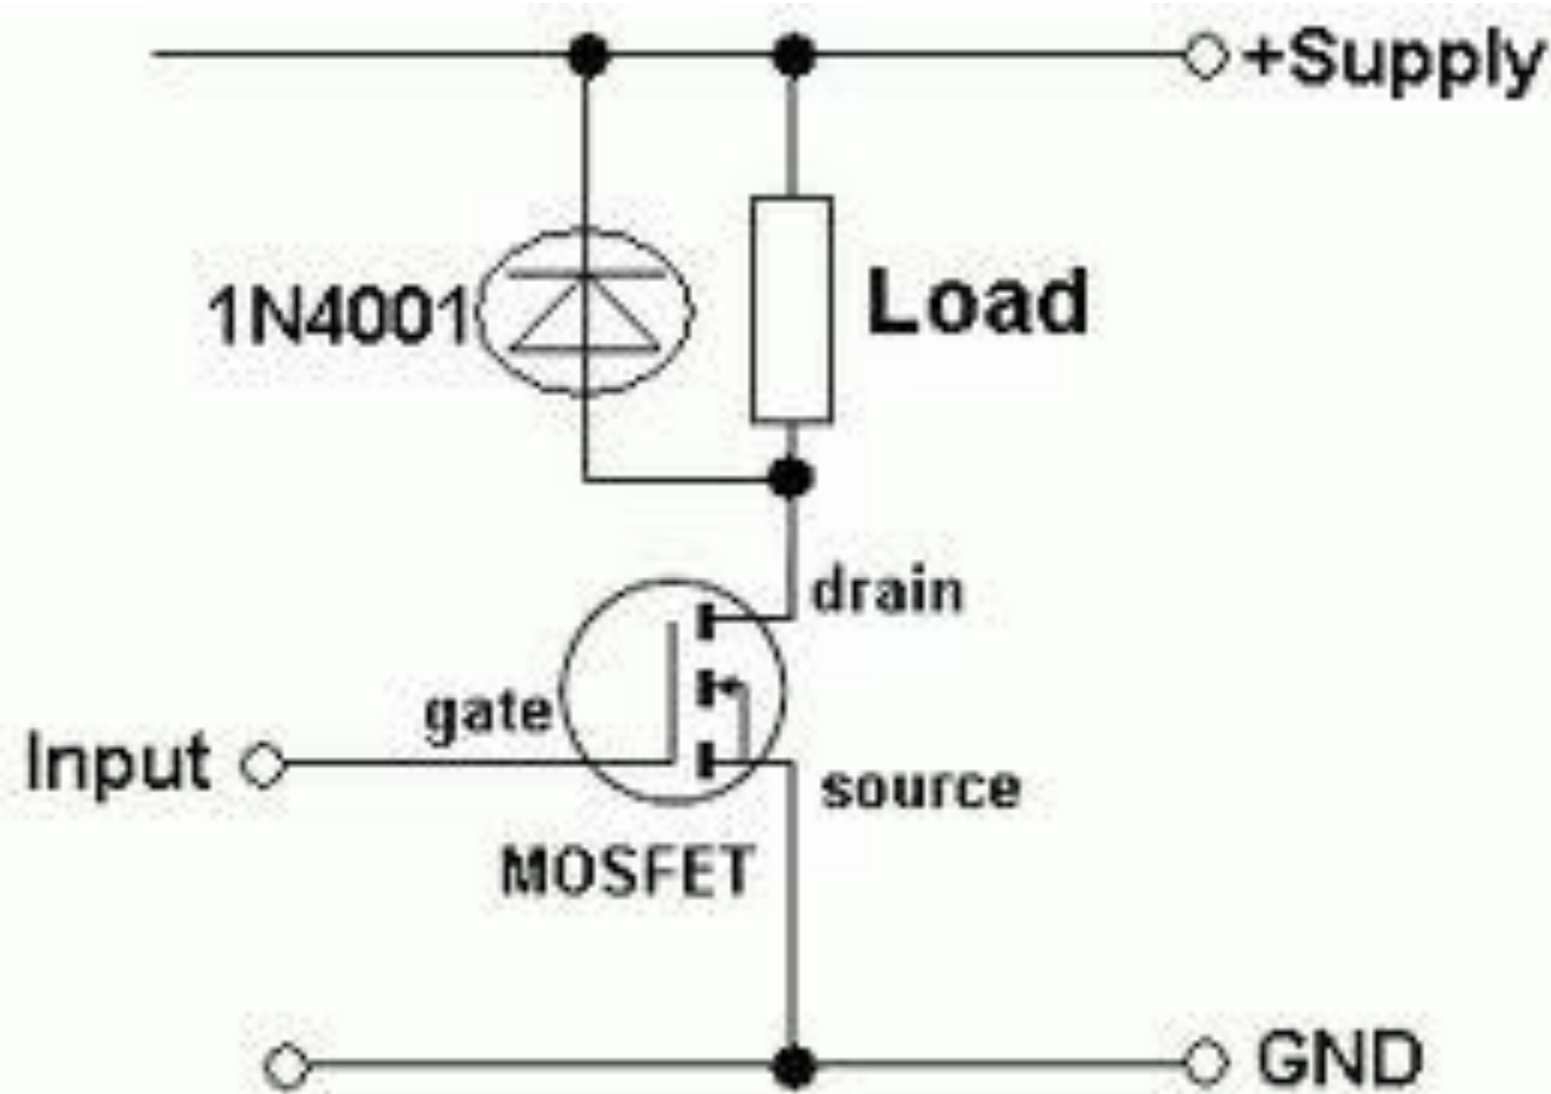 +Supply
1N4001
Load
drain
gate
Input
source
MOSFET
GND